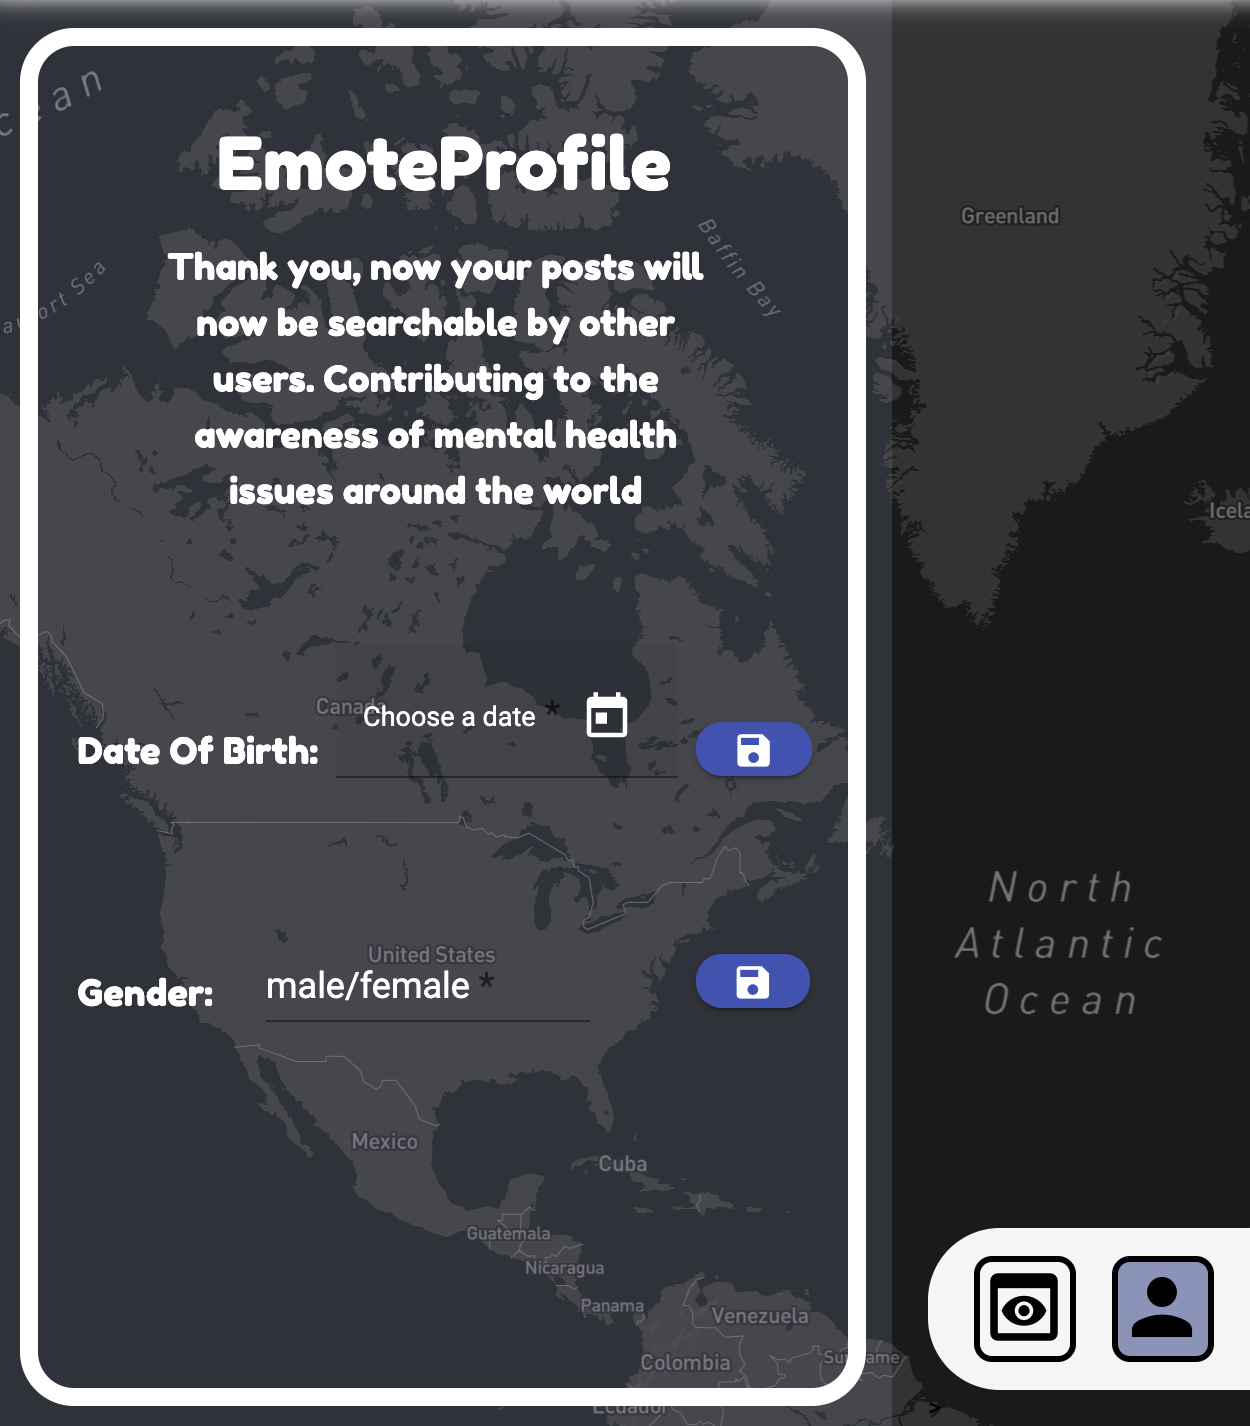 EmoteProfile
Thank you, now your posts will
now be searchable by other
users. Contributing to the
awareness of mental health
issues around the world
Baffin Bay
Greenland
Canada
Choose a date *
Date Of Birth:
United States
Gender:
male/female *
North
Atlantic
Ocean
Mexico
Cuba
Guatemala
Nicaragua
Panama
Venezuela
Colombia
Ecuador
>